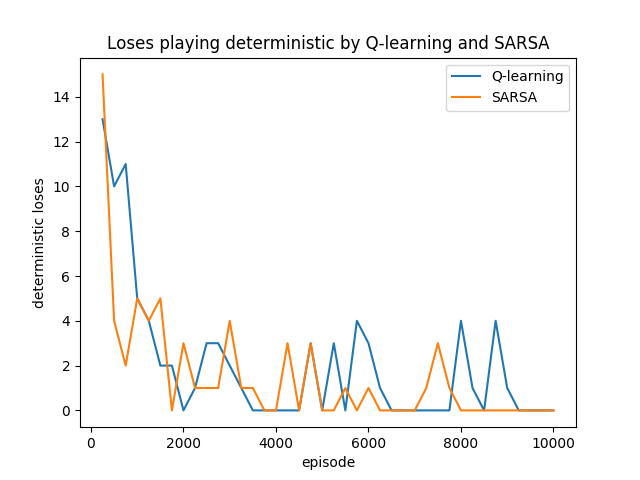 Loses playing deterministic by Q-learning and SARSA
Q-learning
SARSA
deterministic loses
14
12
10
8
6
4
2
0
0 2000 4000 6000 8000 10000
episode